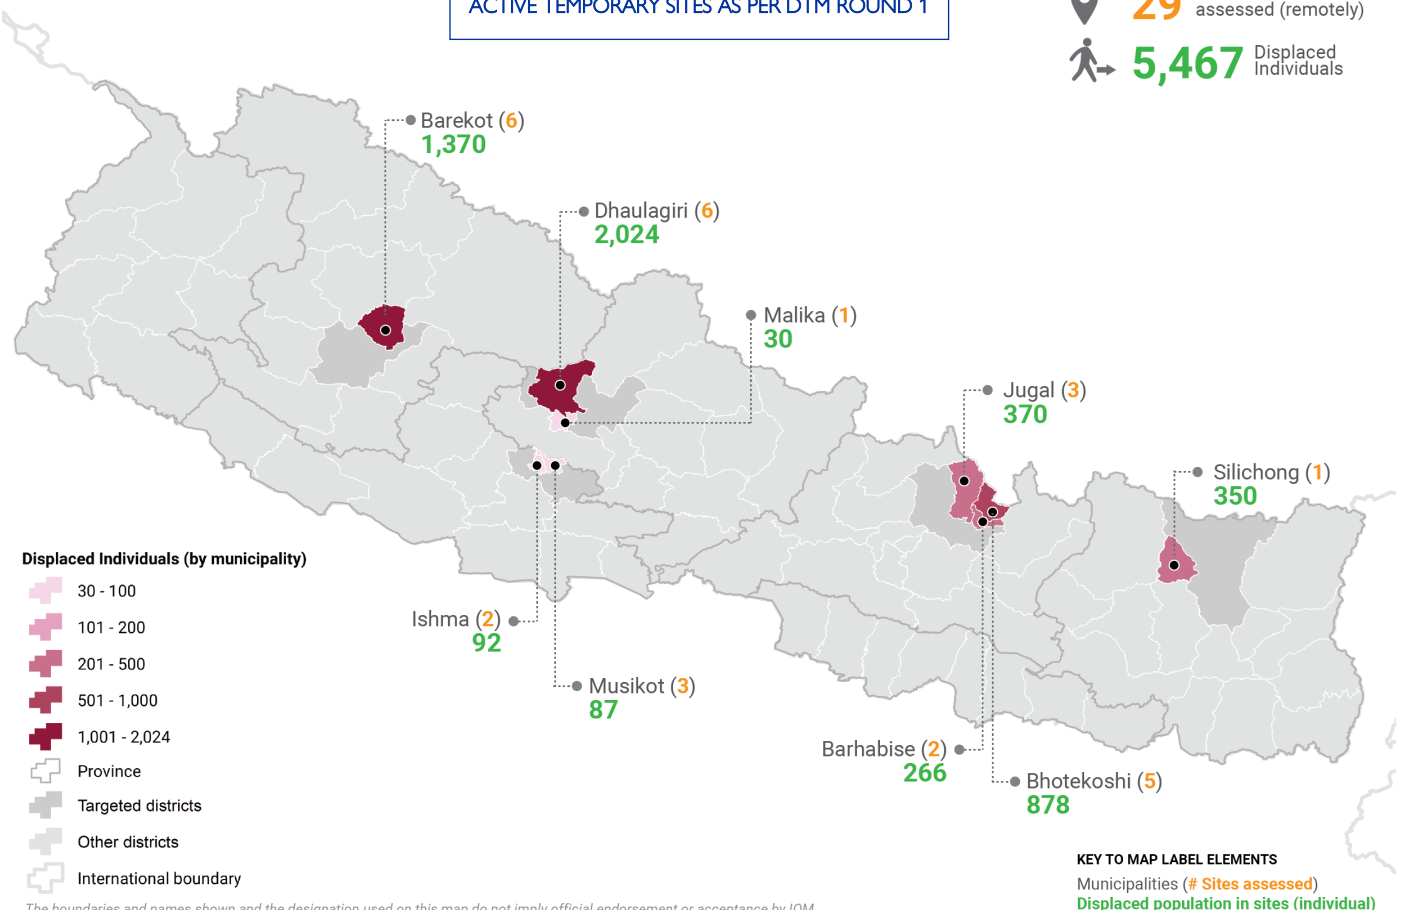 ACTIVE TEMPORARY SITES AS PER DTM ROUND 1
29 assessed (remotely)
5,467 Displaced
Individuals
Barekot (6)
1,370
Dhaulagiri (6)
2,024
Malika (1)
30
Jugal (3)
370
Silichong (1)
350
Ishma (2)
92
Musikot (3)
87
Barhabise (2)
266
Bhotekoshi (5)
878
Displaced Individuals (by municipality)
30 - 100
101 - 200
201 - 500
501 - 1,000
1,001 - 2,024
Province
Targeted districts
Other districts
International boundary
The boundaries and names shown and the designation used on this map do not imply official endorsement or acceptance by IOM
KEY TO MAP LABEL ELEMENTS
Municipalities (# Sites assessed)
Displaced population in sites (individual)